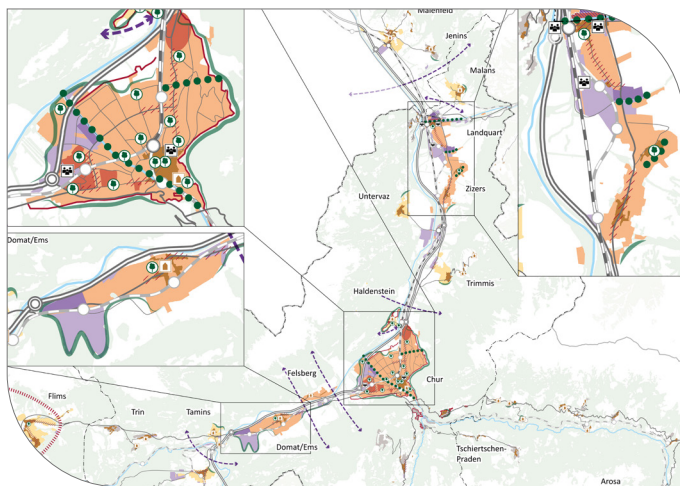 Maienfeld
Jenins
Malans
Landquart
Zizers
Untervaz
Trimmis
Haldenstein
Domat/Ems
Chur
Felsberg
Flims
Trin
Tamins
Domat/Ems
Tschiertschen-
Praden
Arosa